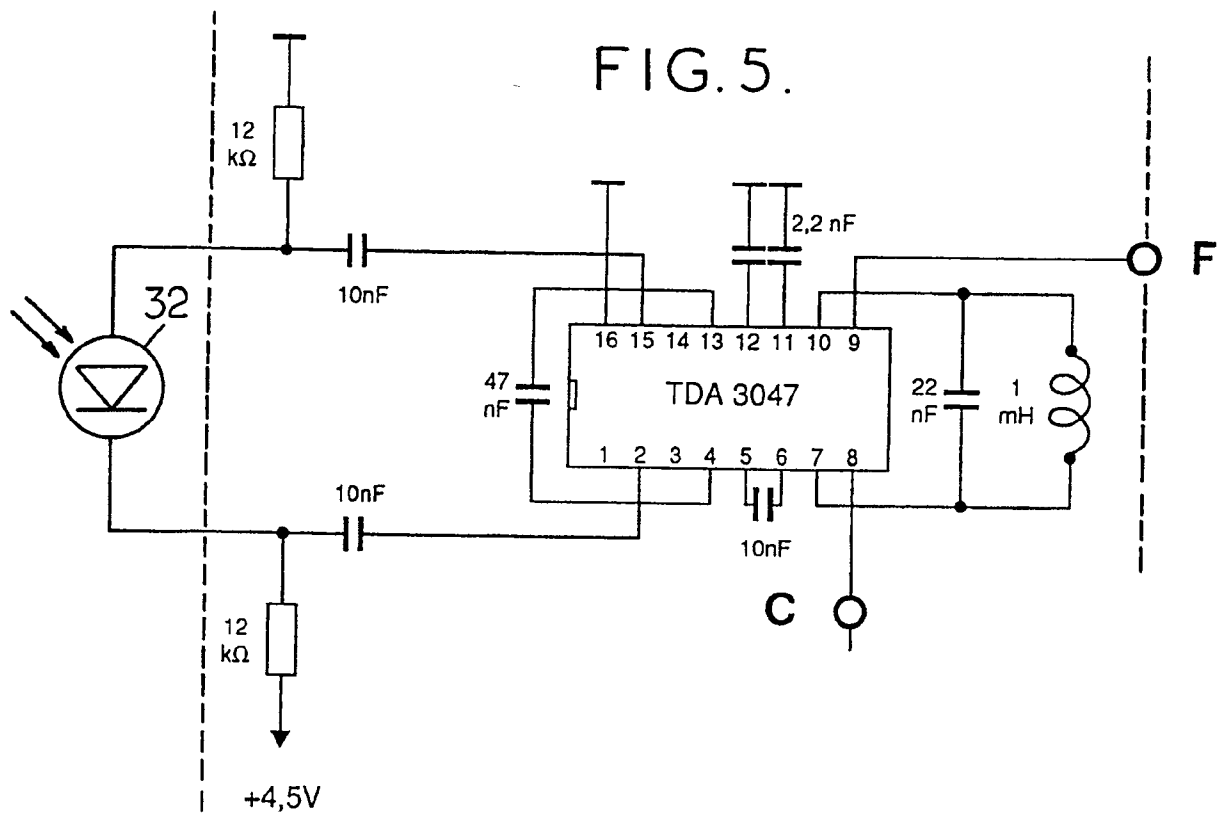 FIG. 5.
12
kΩ
2,2 nF
F
10nF
32
16 15 14 13 12 11 10 9
47
nF
TDA 3047
22
nF
1
mH
1 2 3 4 5 6 7 8
10nF
10nF
C
12
kΩ
+4,5V